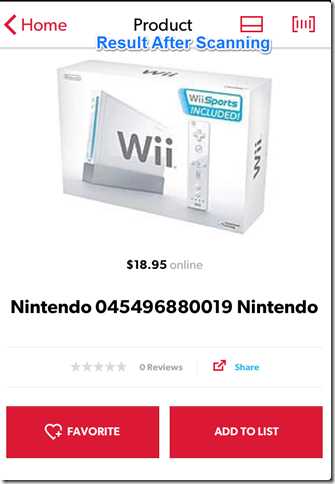 Home
Product
Result After Scanning
Nintendo
Wii
Wii Sports
INCLUDED!
Wii
$18.95 online
Nintendo 045496880019 Nintendo
0 Reviews
Share
FAVORITE
ADD TO LIST